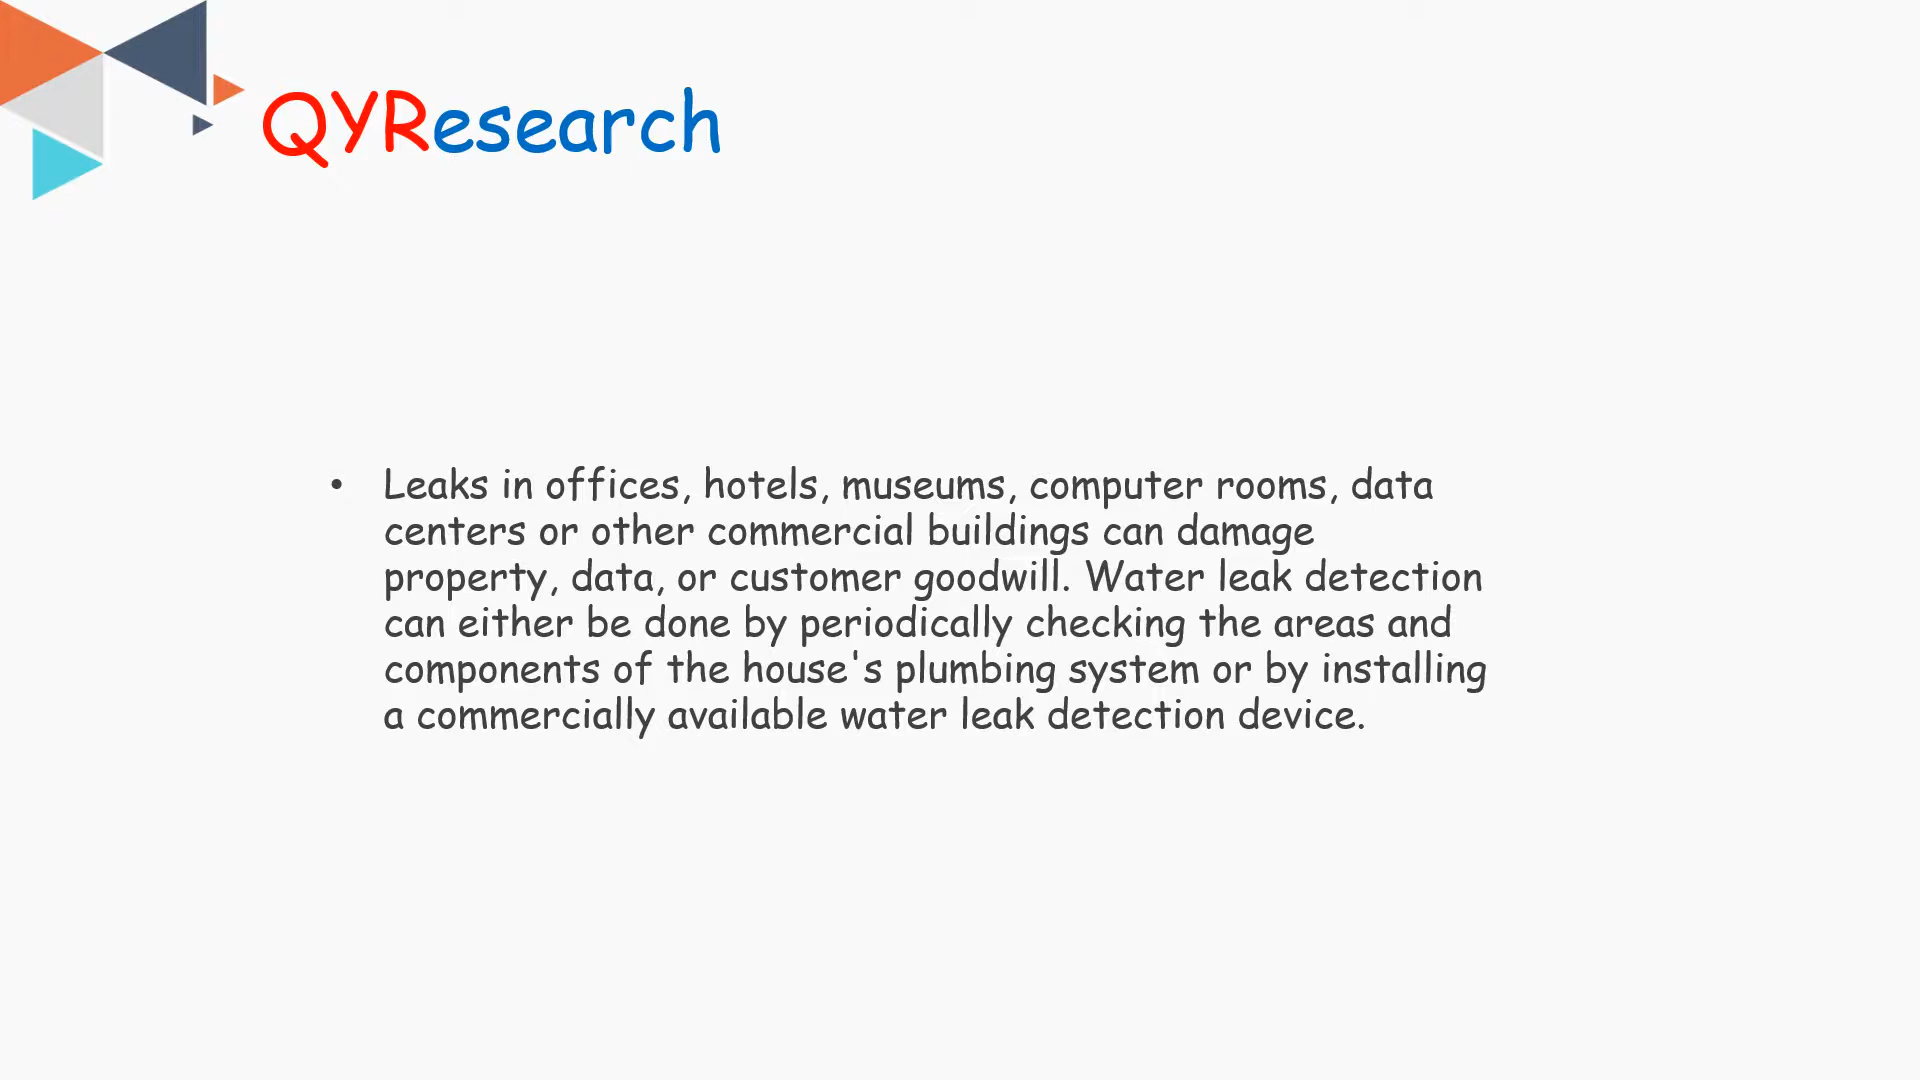 QYResearch
• Leaks in offices, hotels, museums, computer rooms, data
centers or other commercial buildings can damage
property, data, or customer goodwill. Water leak detection
can either be done by periodically checking the areas and
components of the house's plumbing system or by installing
a commercially available water leak detection device.